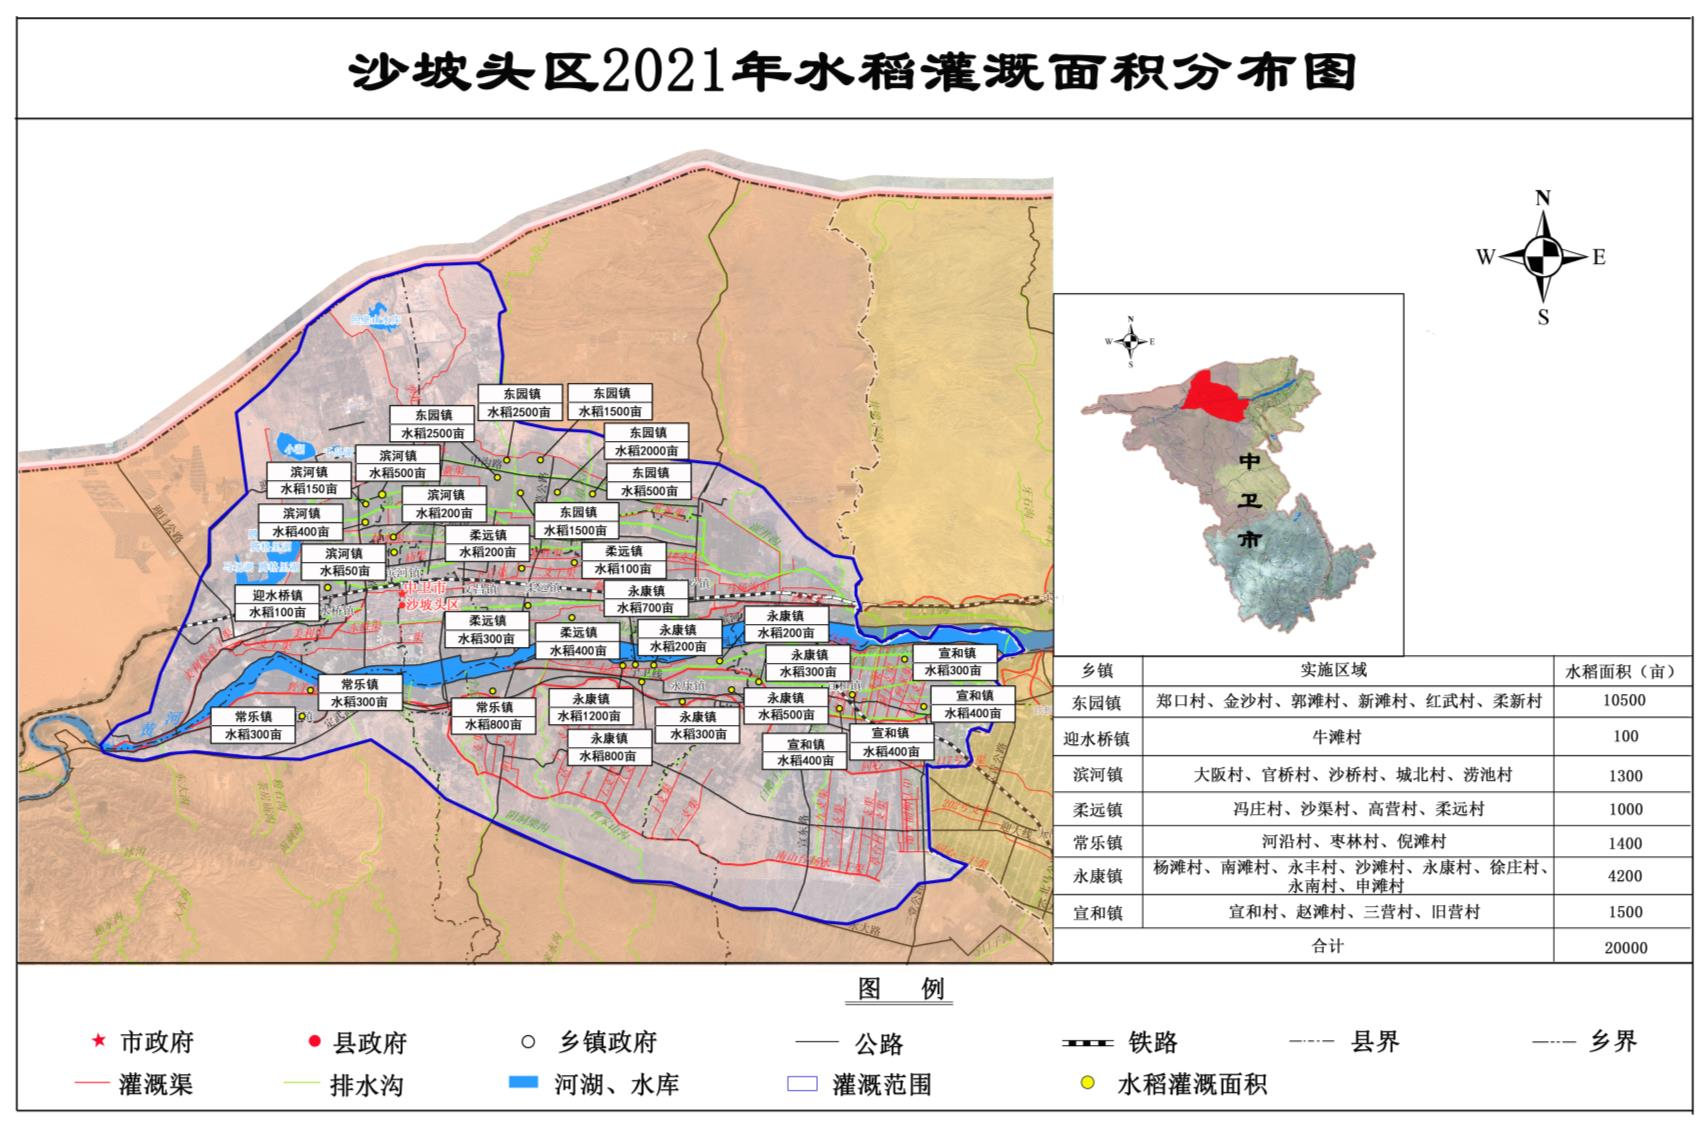 沙坡头区2021年水稻灌溉面积分布图
N
W
E
S
N
W
E
S
中
卫
市
小湖
东园镇
水稻2500亩
东园镇
水稻1500亩
东园镇
水稻2500亩
东园镇
水稻2000亩
滨河镇
水稻500亩
滨河镇
水稻150亩
东园镇
水稻500亩
滨河镇
水稻200亩
滨河镇
水稻400亩
东园镇
水稻1500亩
柔远镇
水稻200亩
滨河镇
水稻50亩
柔远镇
水稻100亩
迎水桥镇
水稻100亩
中卫市
沙坡头区
永康镇
水稻700亩
柔远镇
水稻300亩
柔远镇
水稻400亩
永康镇
水稻200亩
永康镇
水稻200亩
永康镇
水稻300亩
宣和镇
水稻300亩
常乐镇
水稻300亩
常乐镇
水稻300亩
常乐镇
水稻800亩
永康镇
水稻1200亩
永康镇
水稻300亩
永康镇
水稻500亩
宣和镇
水稻400亩
永康镇
水稻800亩
宣和镇
水稻400亩
宣和镇
水稻400亩
黄河
乡镇 实施区域 水稻面积（亩）
东园镇 郑口村、金沙村、郭滩村、新滩村、红武村、柔新村 10500
迎水桥镇 牛滩村 100
滨河镇 大阪村、官桥村、沙桥村、城北村、涝池村 1300
柔远镇 冯庄村、沙渠村、高营村、柔远村 1000
常乐镇 河沿村、枣林村、倪滩村 1400
永康镇 杨滩村、南滩村、永丰村、沙滩村、永康村、徐庄村、
永南村、申滩村 4200
宣和镇 宣和村、赵滩村、三营村、旧营村 1500
合计 20000
图 例
市政府 县政府 乡镇政府 公路 铁路 县界 乡界
灌溉渠 排水沟 河湖、水库 灌溉范围 水稻灌溉面积